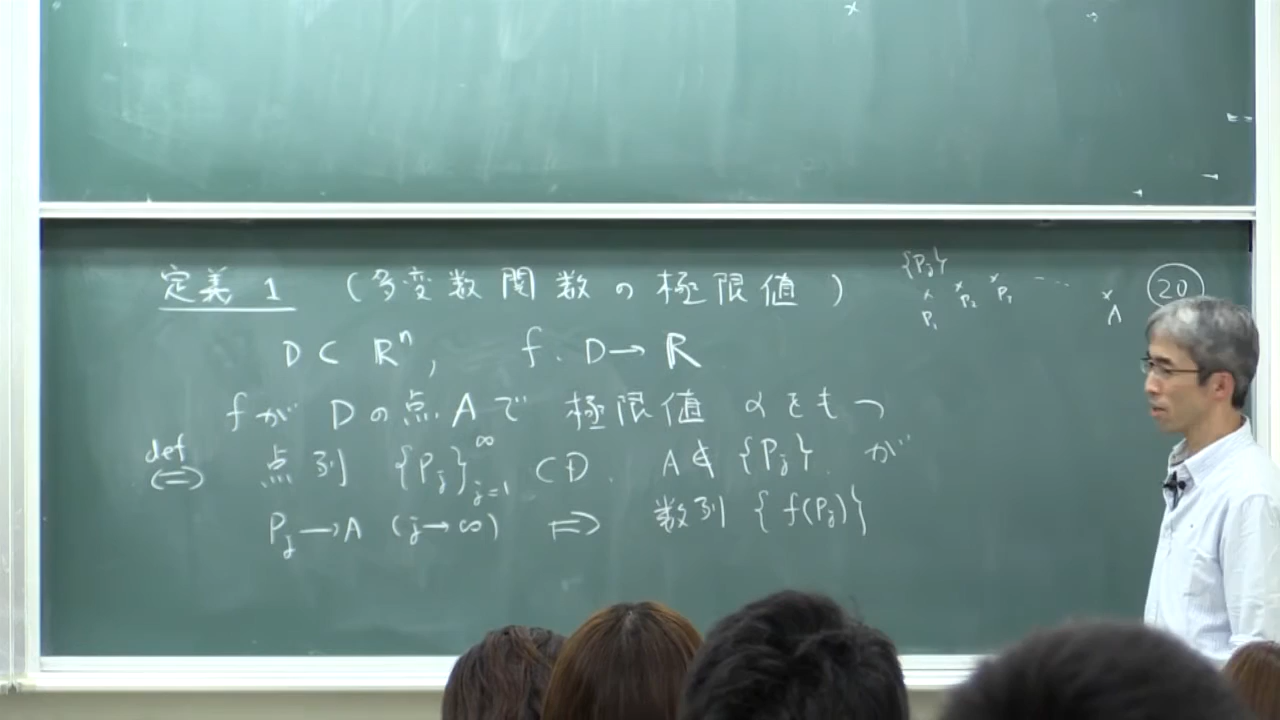 定義 1 (多変数関数の極限値)
D ⊂ ℝⁿ, f: D → ℝ
f が D の点 A で 極限値 α をもつ
def ⇔ 点列 {P_j}_{j=1}^∞ ⊂ D. A ∉ {P_j} が
P_j → A (j → ∞) ⇒ 数列 {f(P_j)}
{P_j}
P₁ P₂ P₃ ... A
20